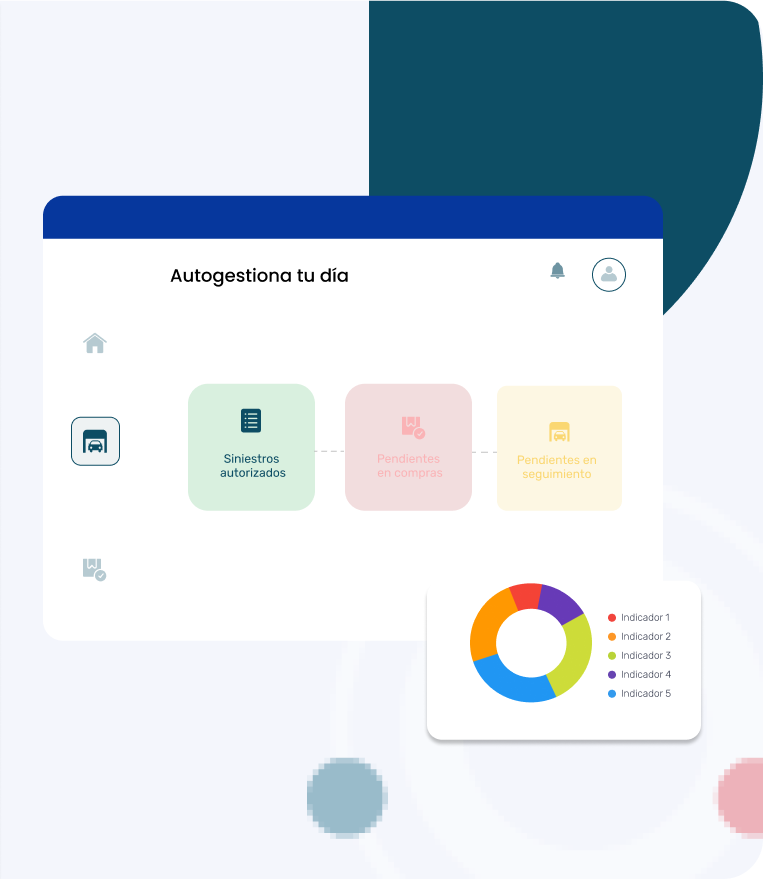 Autogestiona tu día
Siniestros
autorizados
Pendientes
en compras
Pendientes en
seguimiento
Indicador 1
Indicador 2
Indicador 3
Indicador 4
Indicador 5